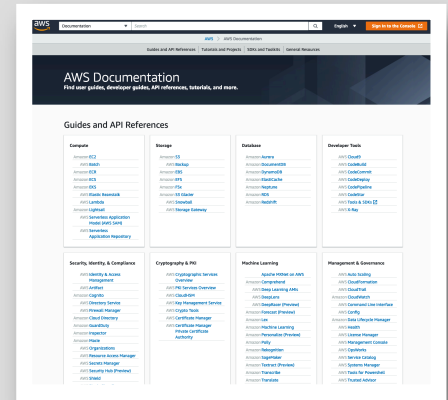 aws
Documentation
Search
English
Sign In to the Console
AWS
AWS Documentation
Guides and API References
Tutorials and Projects
SDKs and Toolkits
General Resources
AWS Documentation
Find user guides, developer guides, API references, tutorials, and more.
Guides and API References
Compute
Amazon EC2
AWS Batch
Amazon ECR
Amazon ECS
Amazon EKS
AWS Elastic Beanstalk
AWS Lambda
Amazon Lightsail
AWS Serverless Application
Model (AWS SAM)
AWS Serverless
Application Repository
Storage
Amazon S3
AWS Backup
Amazon EBS
Amazon EFS
Amazon FSx
Amazon S3 Glacier
AWS Snowball
AWS Storage Gateway
Database
Amazon Aurora
Amazon DocumentDB
Amazon DynamoDB
Amazon ElastiCache
Amazon Neptune
Amazon RDS
Amazon Redshift
Developer Tools
AWS Cloud9
AWS CodeBuild
AWS CodeCommit
AWS CodeDeploy
AWS CodePipeline
AWS CodeStar
AWS Tools & SDKs
AWS X-Ray
Security, Identity, & Compliance
AWS Identity & Access
Management
AWS Artifact
Amazon Cognito
AWS Directory Service
AWS Firewall Manager
Amazon Cloud Directory
Amazon GuardDuty
Amazon Inspector
Amazon Macie
AWS Organizations
AWS Resource Access Manager
AWS Secrets Manager
AWS Security Hub (Preview)
AWS Shield
Cryptography & PKI
AWS Cryptographic Services
Overview
AWS PKI Services Overview
AWS CloudHSM
AWS Key Management Service
AWS Crypto Tools
AWS Certificate Manager
AWS Certificate Manager
Private Certificate
Authority
Machine Learning
Apache MXNet on AWS
Amazon Comprehend
AWS Deep Learning AMIs
AWS DeepLens
AWS DeepRacer (Preview)
Amazon Forecast (Preview)
Amazon Lex
Amazon Machine Learning
Amazon Personalize (Preview)
Amazon Polly
Amazon Rekognition
Amazon SageMaker
Amazon Textract (Preview)
Amazon Transcribe
Amazon Translate
Management & Governance
AWS Auto Scaling
AWS CloudFormation
AWS CloudTrail
Amazon CloudWatch
AWS Command Line Interface
AWS Config
Amazon Data Lifecycle Manager
AWS Health
AWS License Manager
AWS Management Console
AWS OpsWorks
AWS Service Catalog
AWS Systems Manager
AWS Tools for PowerShell
AWS Trusted Advisor